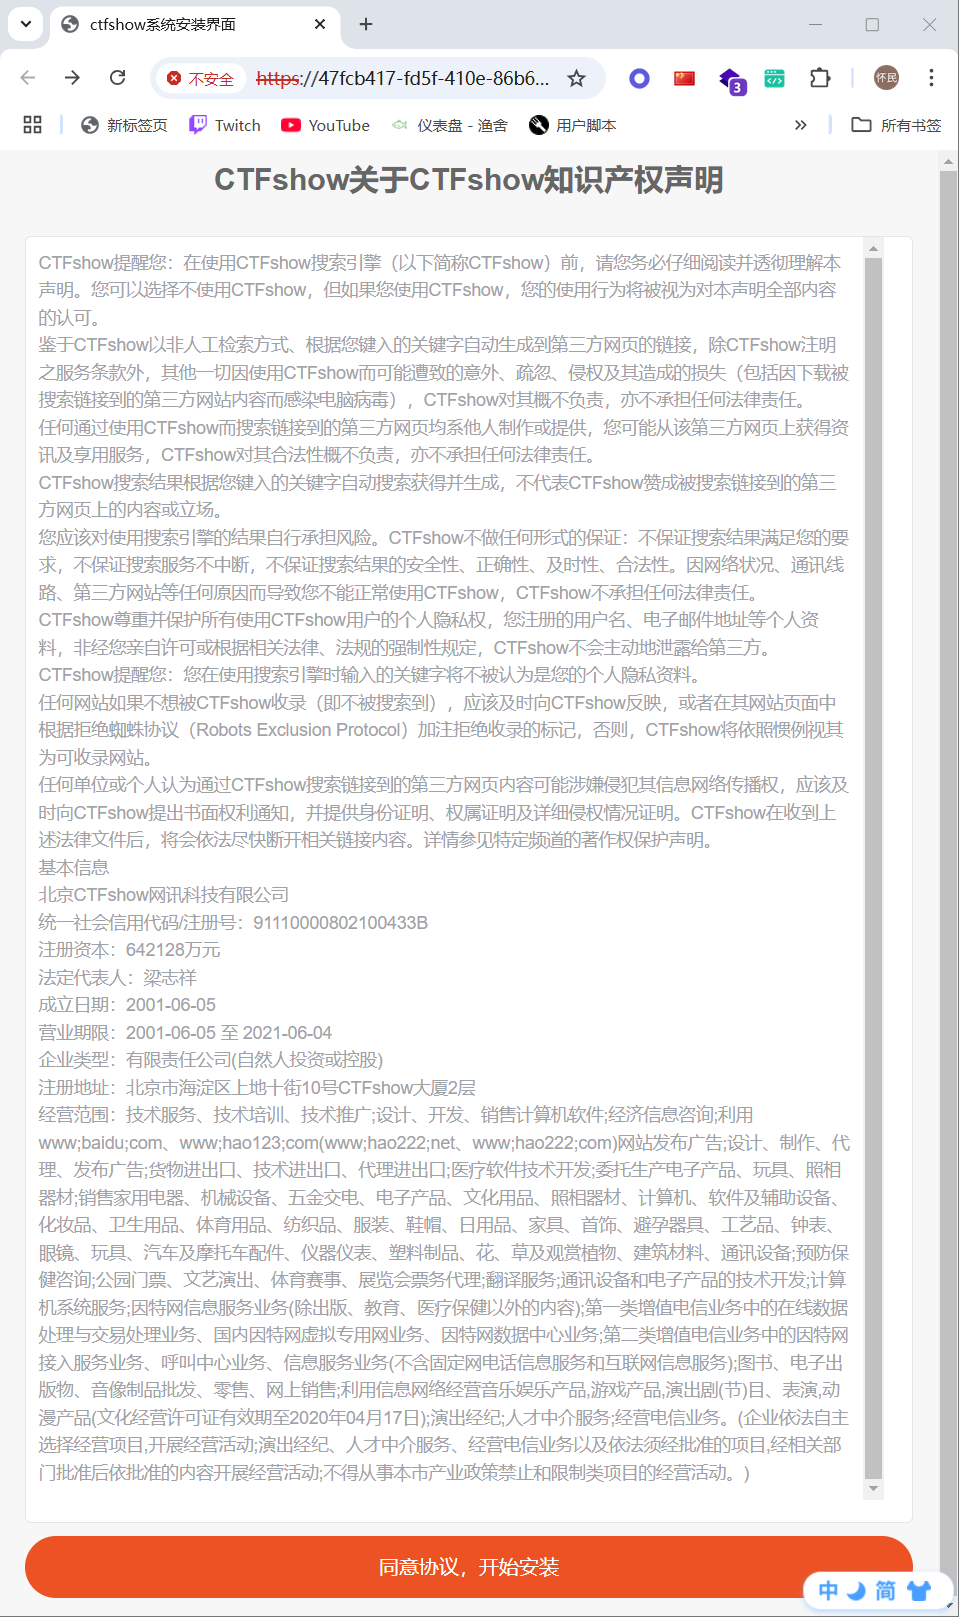 ctfshow系统安装界面
不安全
https://47fcb417-fd5f-410e-86b6...
3
怀民
新标签页
Twitch
YouTube
仪表盘 - 渔舍
用户脚本
所有书签
CTFshow关于CTFshow知识产权声明
CTFshow提醒您：在使用CTFshow搜索引擎（以下简称CTFshow）前，请您务必仔细阅读并透彻理解本
声明。您可以选择不使用CTFshow，但如果您使用CTFshow，您的使用行为将被视为对本声明全部内容
的认可。
鉴于CTFshow以非人工检索方式、根据您键入的关键字自动生成到第三方网页的链接，除CTFshow注明
之服务条款外，其他一切因使用CTFshow而可能遭致的意外、疏忽、侵权及其造成的损失（包括因下载被
搜索链接到的第三方网站内容而感染电脑病毒），CTFshow对其概不负责，亦不承担任何法律责任。
任何通过使用CTFshow而搜索链接到的第三方网页均系他人制作或提供，您可能从该第三方网页上获得资
讯及享用服务，CTFshow对其合法性概不负责，亦不承担任何法律责任。
CTFshow搜索结果根据您键入的关键字自动搜索获得并生成，不代表CTFshow赞成被搜索链接到的第三
方网页上的内容或立场。
您应该对使用搜索引擎的结果自行承担风险。CTFshow不做任何形式的保证：不保证搜索结果满足您的要
求，不保证搜索服务不中断，不保证搜索结果的安全性、正确性、及时性、合法性。因网络状况、通讯线
路、第三方网站等任何原因而导致您不能正常使用CTFshow，CTFshow不承担任何法律责任。
CTFshow尊重并保护所有使用CTFshow用户的个人隐私权，您注册的用户名、电子邮件地址等个人资
料，非经您亲自许可或根据相关法律、法规的强制性规定，CTFshow不会主动地泄露给第三方。
CTFshow提醒您：您在使用搜索引擎时输入的关键字将不被认为是您的个人隐私资料。
任何网站如果不想被CTFshow收录（即不被搜索到），应该及时向CTFshow反映，或者在其网站页面中
根据拒绝蜘蛛协议（Robots Exclusion Protocol）加注拒绝收录的标记，否则，CTFshow将依照惯例视其
为可收录网站。
任何单位或个人认为通过CTFshow搜索链接到的第三方网页内容可能涉嫌侵犯其信息网络传播权，应该及
时向CTFshow提出书面权利通知，并提供身份证明、权属证明及详细侵权情况证明。CTFshow在收到上
述法律文件后，将会依法尽快断开相关链接内容。详情参见特定频道的著作权保护声明。
基本信息
北京CTFshow网讯科技有限公司
统一社会信用代码/注册号：91110000802100433B
注册资本：642128万元
法定代表人：梁志祥
成立日期：2001-06-05
营业期限：2001-06-05 至 2021-06-04
企业类型：有限责任公司(自然人投资或控股)
注册地址：北京市海淀区上地十街10号CTFshow大厦2层
经营范围：技术服务、技术培训、技术推广;设计、开发、销售计算机软件;经济信息咨询;利用
www;baidu;com、www;hao123;com(www;hao222;net、www;hao222;com)网站发布广告;设计、制作、代
理、发布广告;货物进出口、技术进出口、代理进出口;医疗软件技术开发;委托生产电子产品、玩具、照相
器材;销售家用电器、机械设备、五金交电、电子产品、文化用品、照相器材、计算机、软件及辅助设备、
化妆品、卫生用品、体育用品、纺织品、服装、鞋帽、日用品、家具、首饰、避孕器具、工艺品、钟表、
眼镜、玩具、汽车及摩托车配件、仪器仪表、塑料制品、花、草及观赏植物、建筑材料、通讯设备;预防保
健咨询;公园门票、文艺演出、体育赛事、展览会票务代理;翻译服务;通讯设备和电子产品的技术开发;计算
机系统服务;因特网信息服务业务(除出版、教育、医疗保健以外的内容);第一类增值电信业务中的在线数据
处理与交易处理业务、国内因特网虚拟专用网业务、因特网数据中心业务;第二类增值电信业务中的因特网
接入服务业务、呼叫中心业务、信息服务业务(不含固定网电话信息服务和互联网信息服务);图书、电子出
版物、音像制品批发、零售、网上销售;利用信息网络经营音乐娱乐产品,游戏产品,演出剧(节)目、表演,动
漫产品(文化经营许可证有效期至2020年04月17日);演出经纪;人才中介服务;经营电信业务。(企业依法自主
选择经营项目,开展经营活动;演出经纪、人才中介服务、经营电信业务以及依法须经批准的项目,经相关部
门批准后依批准的内容开展经营活动;不得从事本市产业政策禁止和限制类项目的经营活动。)
同意协议，开始安装
中 简